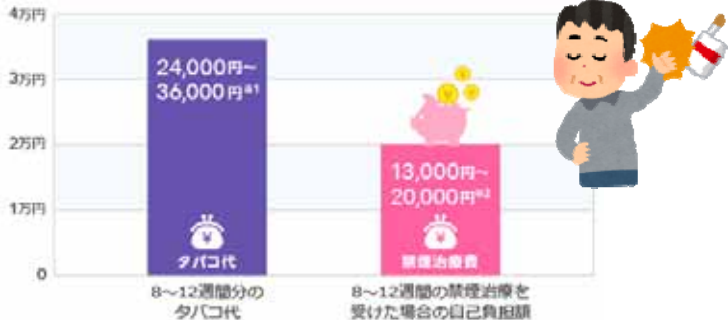 4万円
3万円
2万円
1万円
0
24,000円～
36,000円※1
タバコ代
13,000円～
20,000円※2
禁煙治療費
8～12週間分の
タバコ代
8～12週間の禁煙治療を
受けた場合の自己負担額